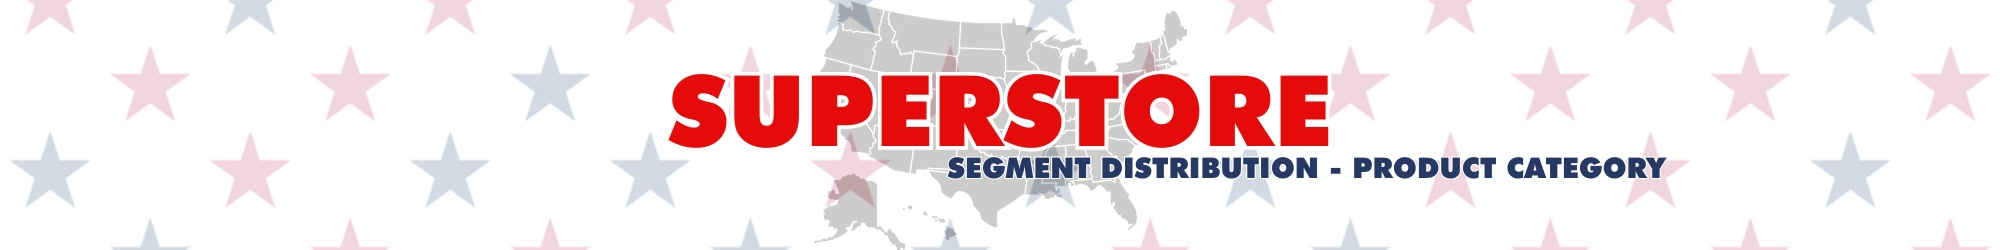 SUPERSTORE
SEGMENT DISTRIBUTION - PRODUCT CATEGORY